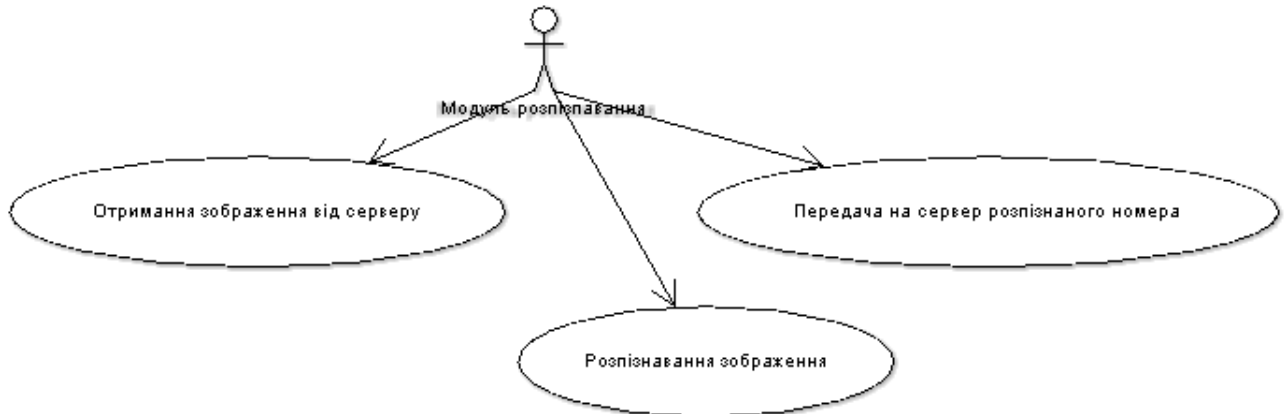 Модуль розпізнавання
Отримання зображення від серверу
Передача на сервер розпізнаного номера
Розпізнавання зображення